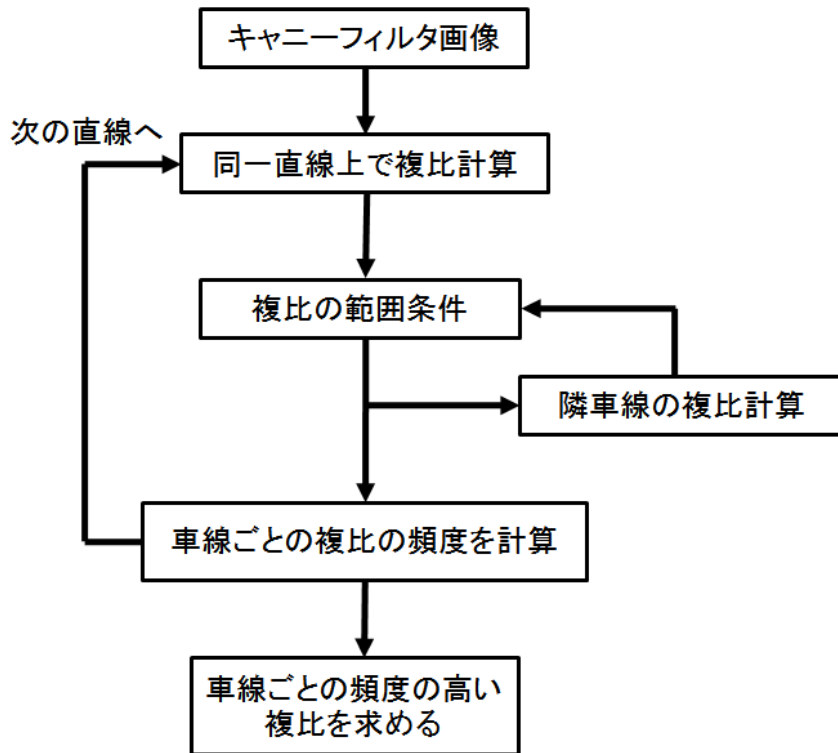 キャニーフィルタ画像
次の直線へ
同一直線上で複比計算
複比の範囲条件
隣車線の複比計算
車線ごとの複比の頻度を計算
車線ごとの頻度の高い
複比を求める